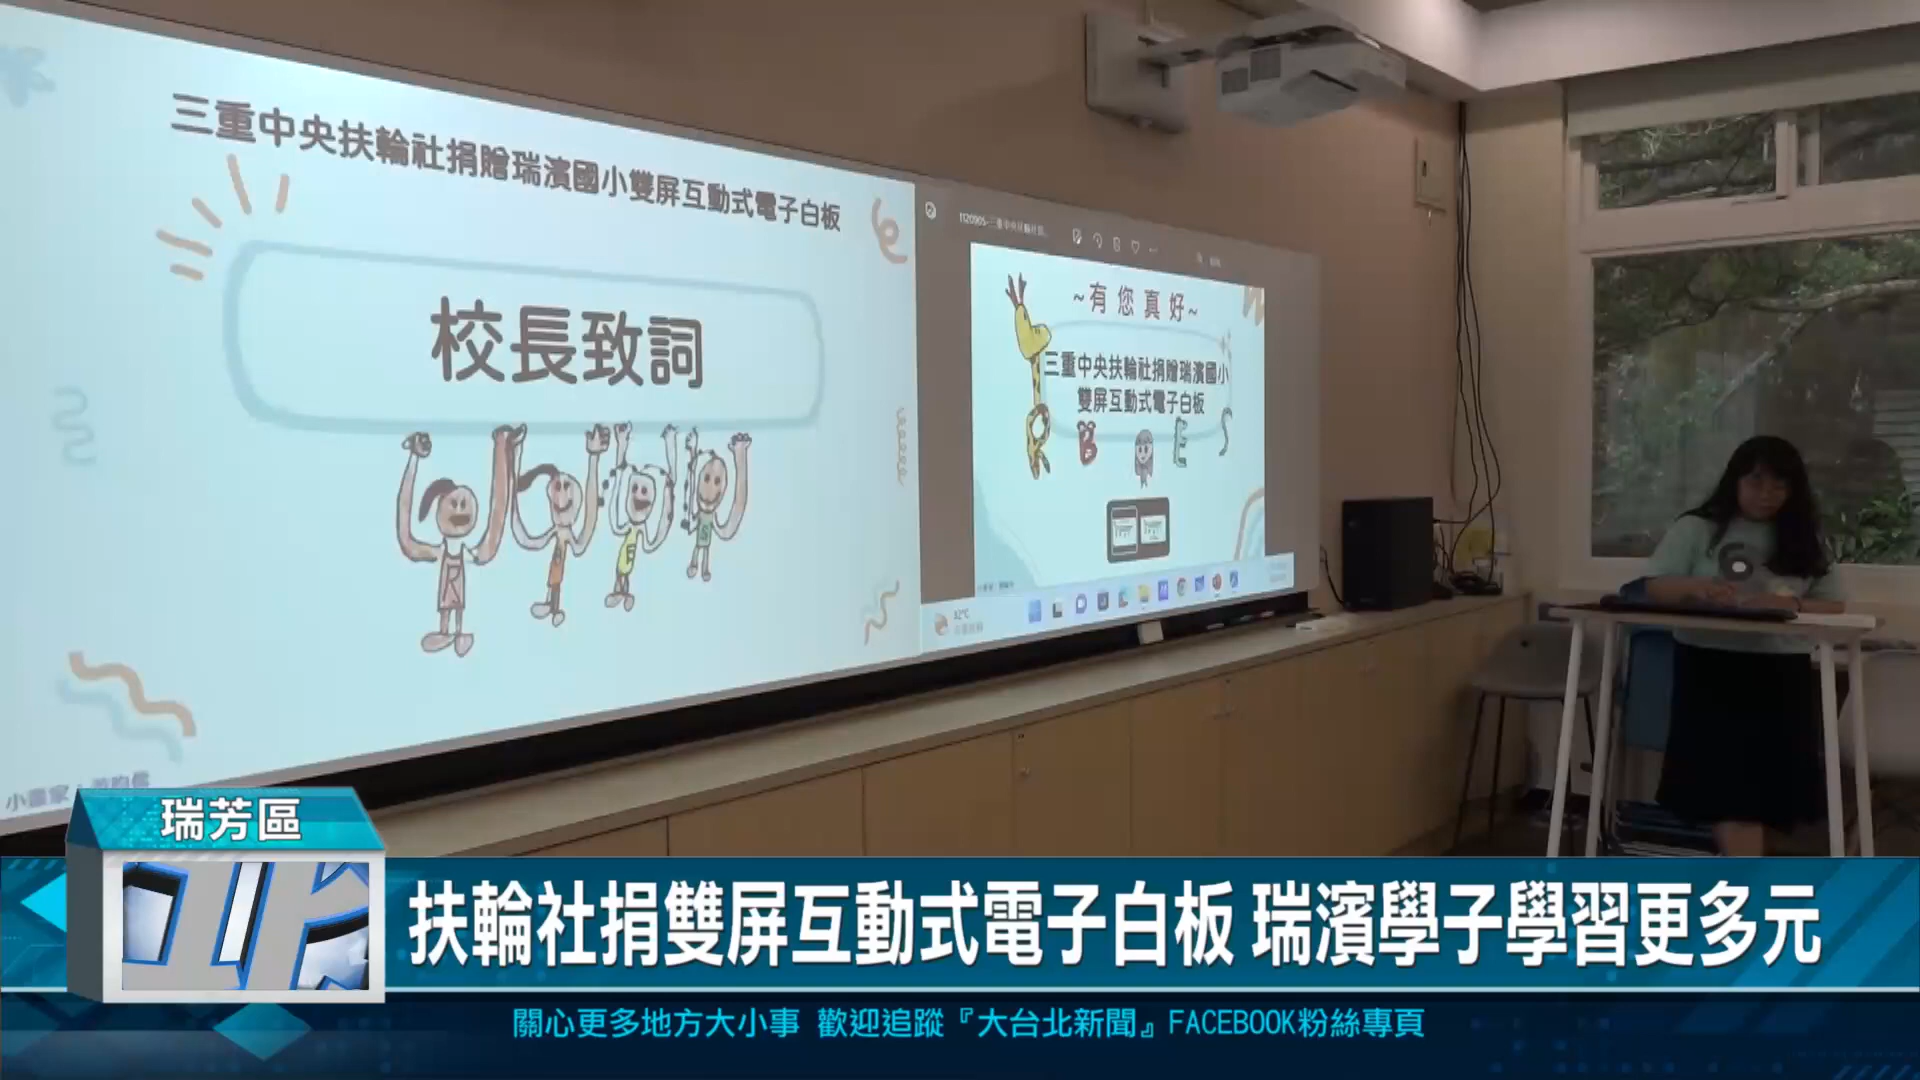 三重中央扶輪社捐贈瑞濱國小雙屏互動式電子白板
校長致詞
R
E
S
~有您真好~
三重中央扶輪社捐贈瑞濱國小
雙屏互動式電子白板
B E S
32°C
瑞芳區
扶輪社捐雙屏互動式電子白板 瑞濱學子學習更多元
關心更多地方大小事 歡迎追蹤『大台北新聞』FACEBOOK粉絲專頁